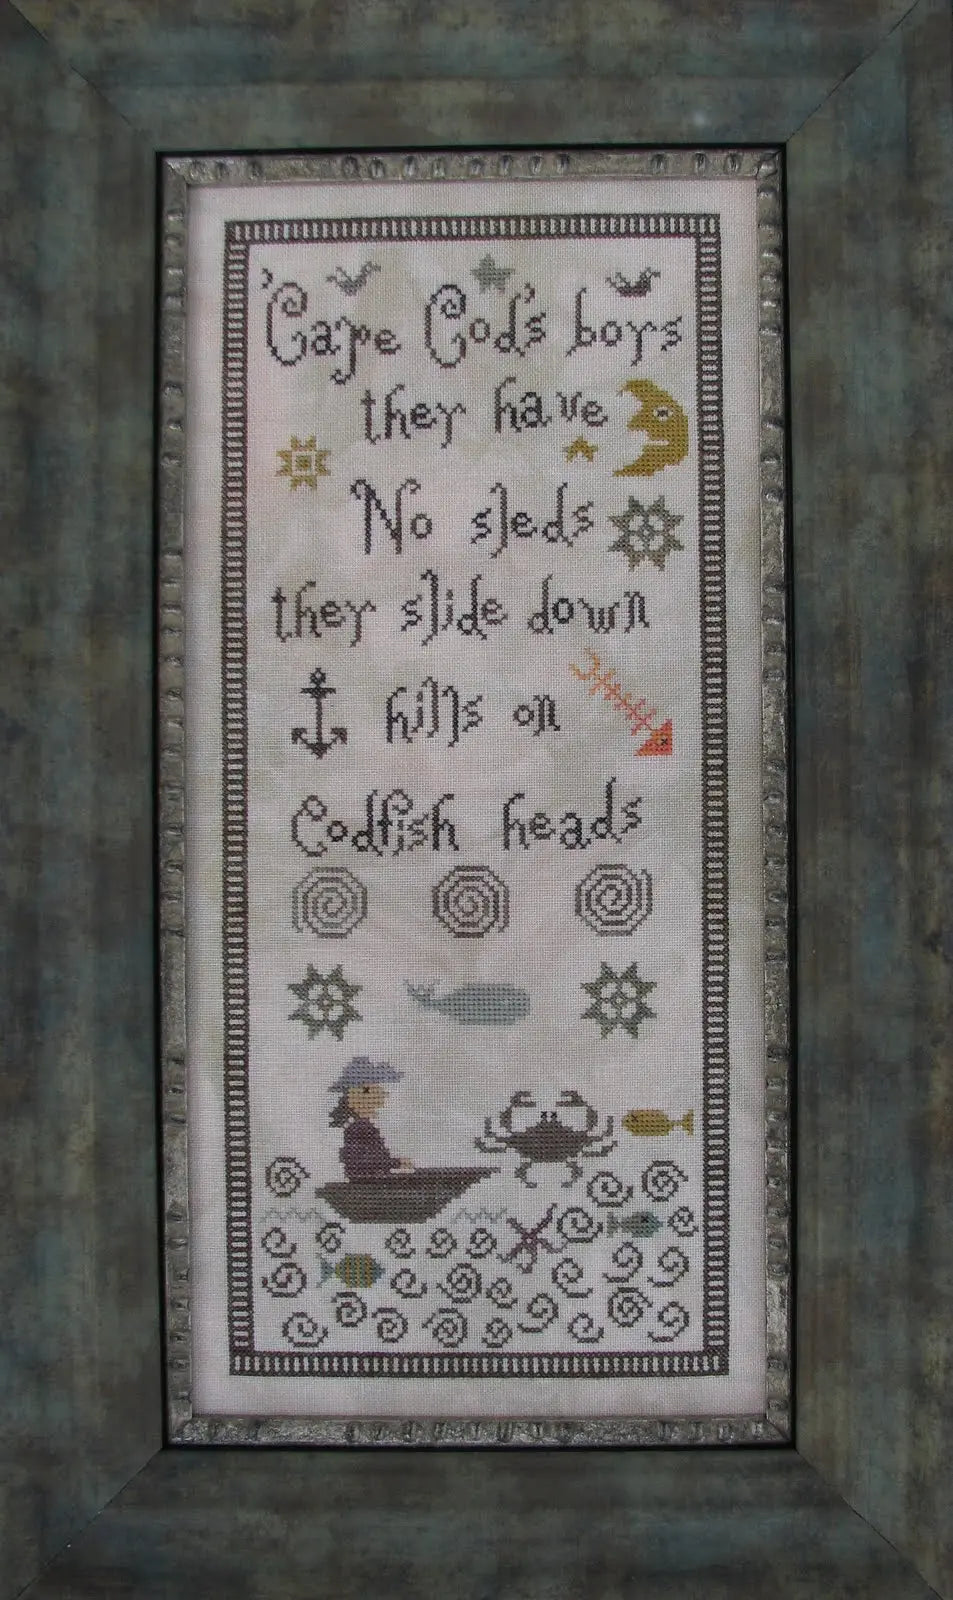 'Cape Cod's boys
they have
No sleds
they slide down
hills on
Codfish heads